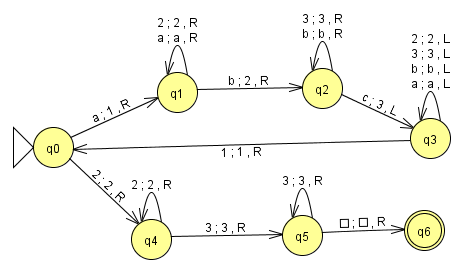 2 ; 2 , R
a ; a , R
3 ; 3 , R
b ; b , R
2 ; 2 , L
3 ; 3 , L
b ; b , L
a ; a , L
a ; 1 , R
q1
b ; 2 , R
q2
c ; 3 , L
q3
q0
1 ; 1 , R
2 ; 2 , R
2 ; 2 , R
q4
3 ; 3 , R
3 ; 3 , R
q5
□ ; □ , R
q6